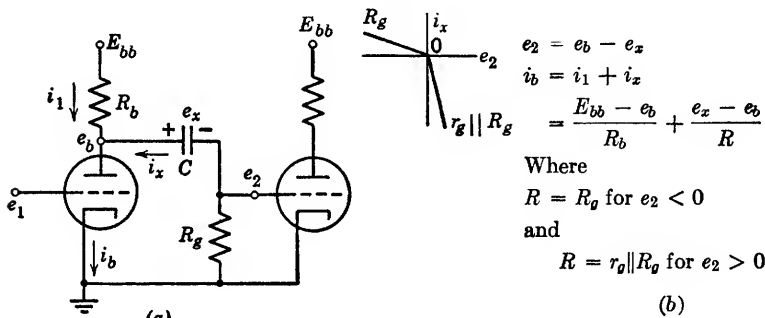 E_bb
i_1
R_b
e_b
e_x
+ -
i_x
C
e_1
e_2
R_g
i_b
(a)
E_bb
R_g
i_x
0
e_2
r_g || R_g
e_2 = e_b − e_x
i_b = i_1 + i_x
= (E_bb − e_b)/R_b + (e_x − e_b)/R
Where
R = R_g for e_2 < 0
and
R = r_g||R_g for e_2 > 0
(b)